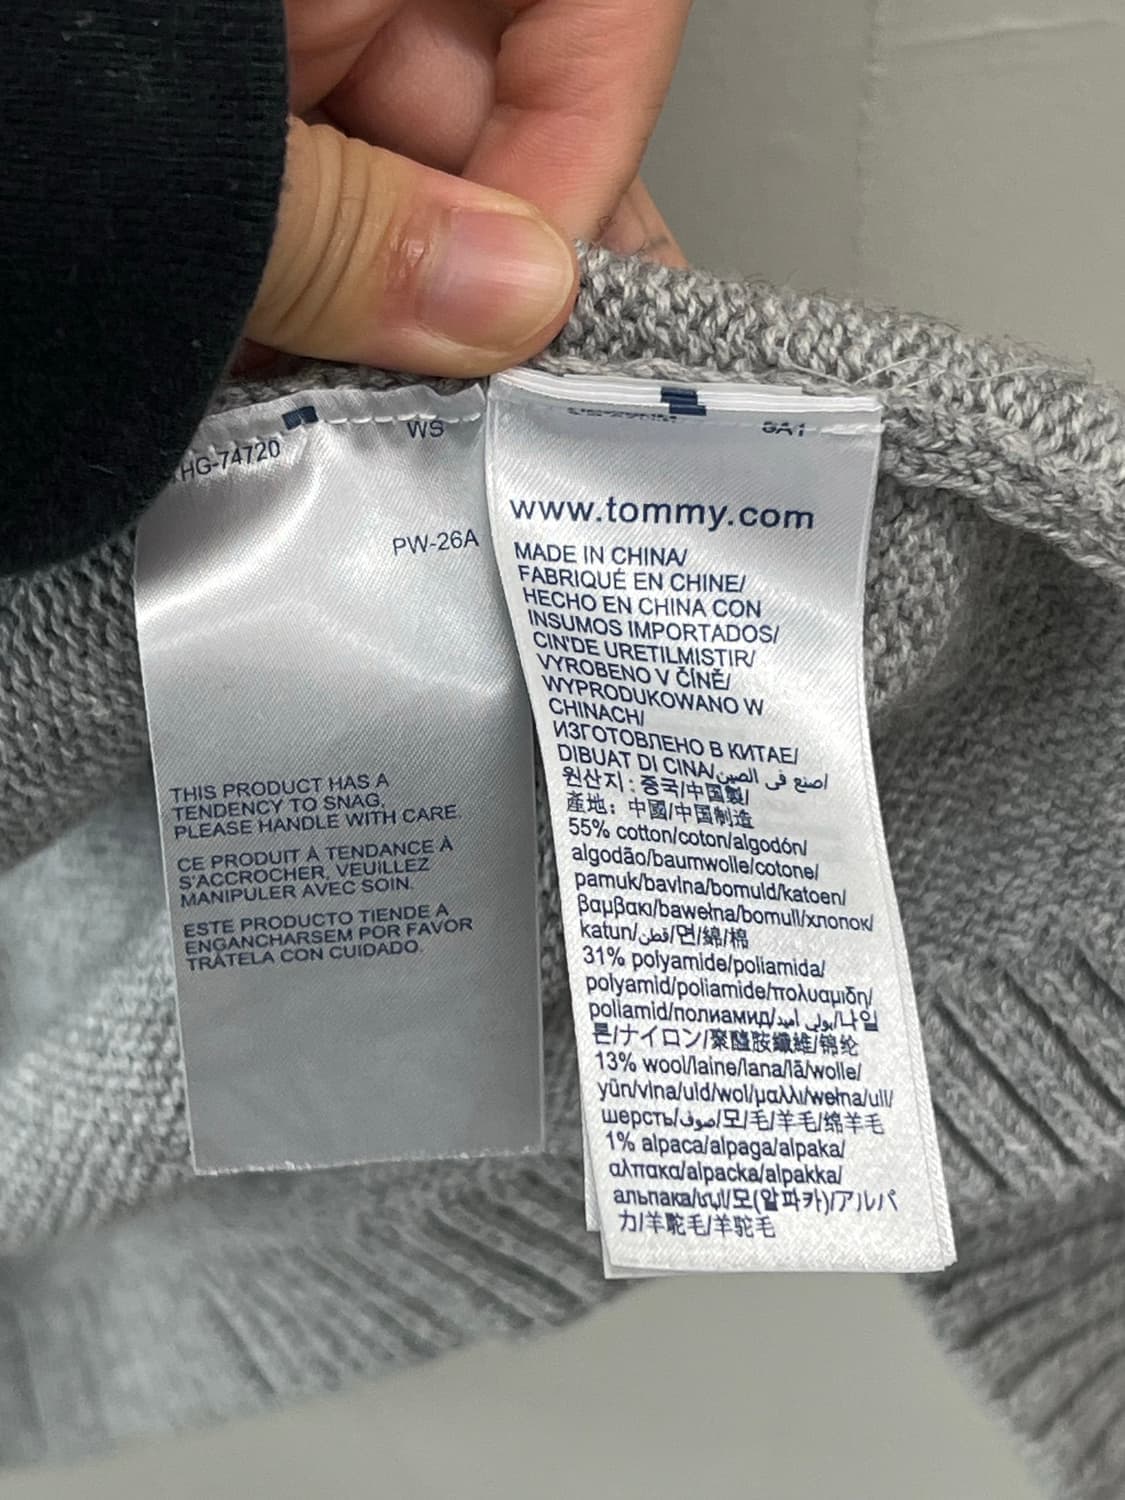 HG-74720
WS
PW-26A
THIS PRODUCT HAS A
TENDENCY TO SNAG,
PLEASE HANDLE WITH CARE.
CE PRODUIT À TENDANCE À
S'ACCROCHER, VEUILLEZ
MANIPULER AVEC SOIN.
ESTE PRODUCTO TIENDE A
ENGANCHARSEM POR FAVOR
TRÁTELA CON CUIDADO.
www.tommy.com
MADE IN CHINA/
FABRIQUÉ EN CHINE/
HECHO EN CHINA CON
INSUMOS IMPORTADOS/
CIN'DE URETILMISTIR/
VYROBENO V ČÍNĚ/
WYPRODUKOWANO W
CHINACH/
ИЗГОТОВЛЕНО В КИТАЕ/
DIBUAT DI CINA/اصنع في الصين/
원산지: 중국/中国製/
產地: 中國/中国制造
55% cotton/coton/algodón/
algodão/baumwolle/cotone/
pamuk/bavlna/bomuld/katoen/
βαμβακι/bawełna/bomull/хлопок/
katun/قطن/면/綿/棉
31% polyamide/poliamida/
polyamid/poliamide/πολυαμιδη/
poliamid/полиамид/بولي أميد/나일
론/ナイロン/聚醯胺纖維/锦纶
13% wool/laine/lana/lã/wolle/
yün/vlna/uld/wol/μαλλι/wełna/ull/
шерсть/صوف/모/毛/羊毛/绵羊毛
1% alpaca/alpaga/alpaka/
αλπακα/alpacka/alpakka/
альпака/모(알파카)/アルパ
カ/羊駝毛/羊驼毛